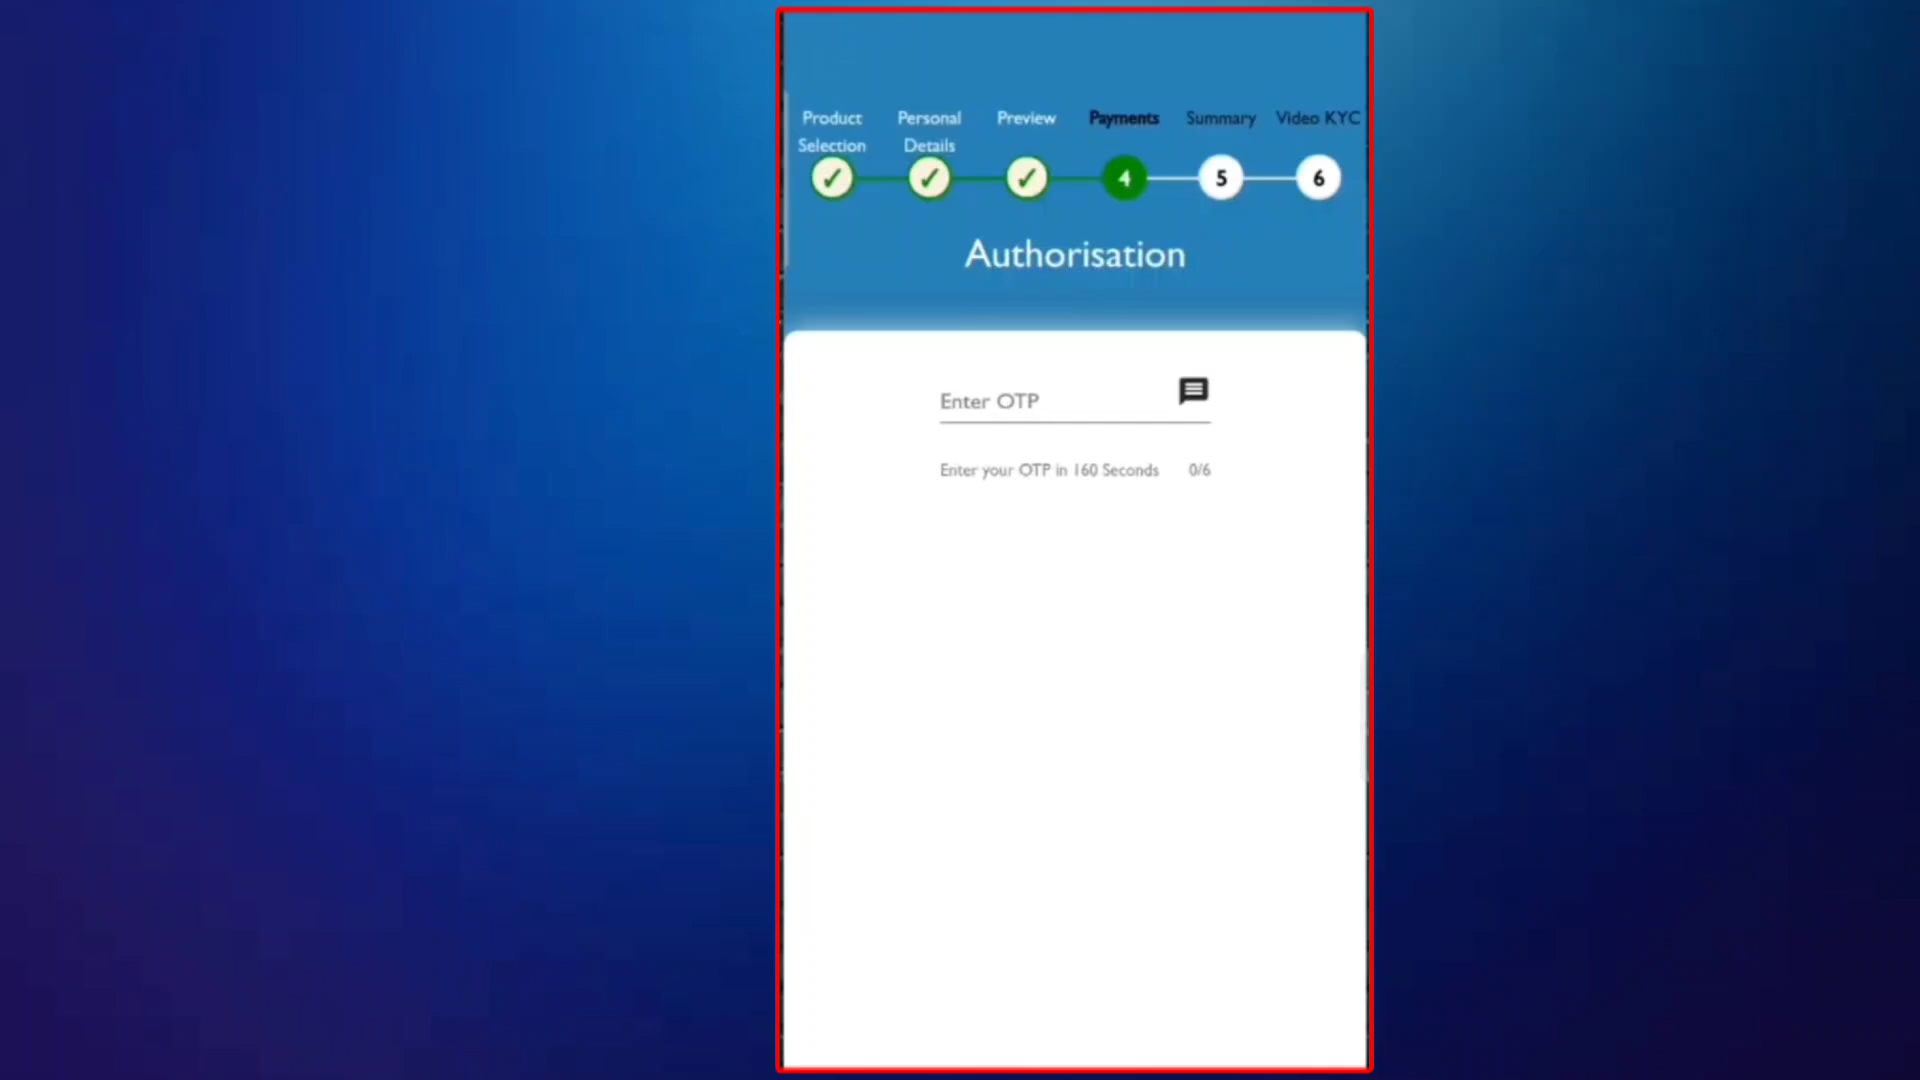 Product Selection
Personal Details
Preview
Payments
Summary
Video KYC
✓ ✓ ✓ 4 5 6
Authorisation
Enter OTP
Enter your OTP in 160 Seconds 0/6